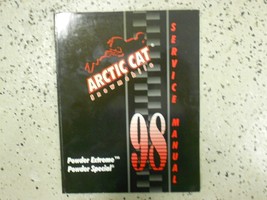 ARCTIC CAT
Snowmobile
SERVICE MANUAL
98
Powder Extreme™
Powder Special™